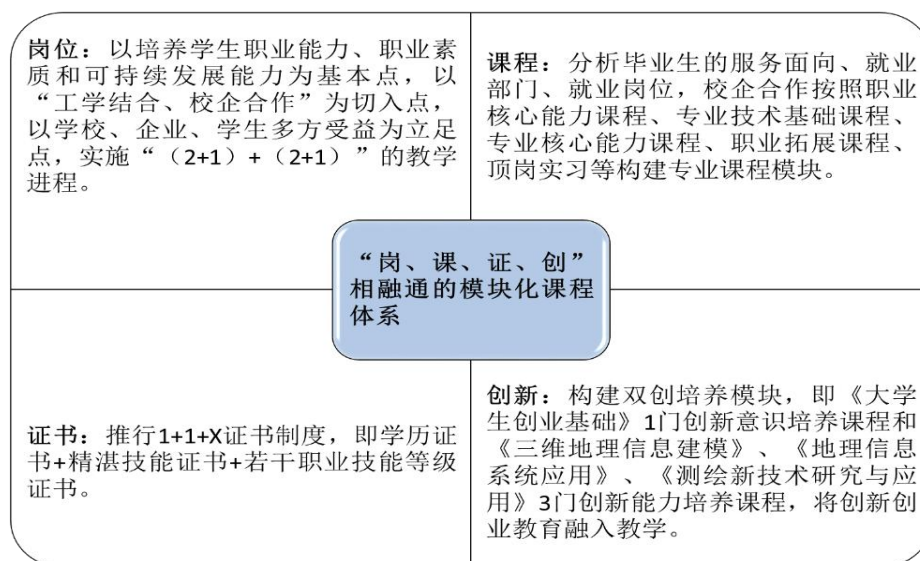 岗位：以培养学生职业能力、职业素
质和可持续发展能力为基本点，以
“工学结合、校企合作”为切入点，
以学校、企业、学生多方受益为立足
点，实施“（2+1）+（2+1）”的教学
进程。
课程：分析毕业生的服务面向、就业
部门、就业岗位，校企合作按照职业
核心能力课程、专业技术基础课程、
专业核心能力课程、职业拓展课程、
顶岗实习等构建专业课程模块。
“岗、课、证、创”
相融通的模块化课程
体系
证书：推行1+1+X证书制度，即学历证
书+精湛技能证书+若干职业技能等级
证书。
创新：构建双创培养模块，即《大学
生创业基础》1门创新意识培养课程和
《三维地理信息建模》、《地理信息
系统应用》、《测绘新技术研究与应
用》3门创新能力培养课程，将创新创
业教育融入教学。